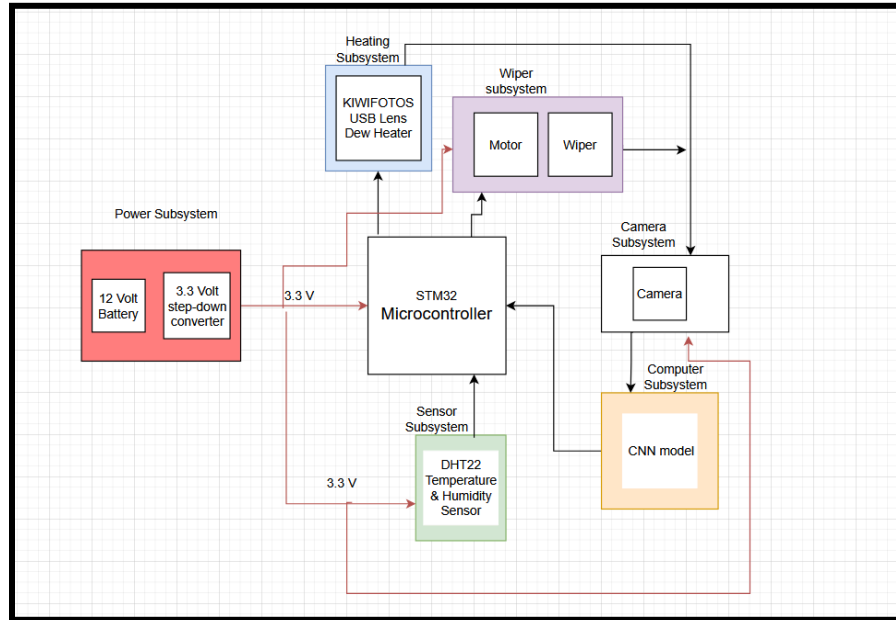 Heating
Subsystem
KIWIFOTOS
USB Lens
Dew Heater
Wiper
subsystem
Motor
Wiper
Power Subsystem
12 Volt
Battery
3.3 Volt
step-down
converter
3.3 V
STM32
Microcontroller
Camera
Subsystem
Camera
Computer
Subsystem
CNN model
Sensor
Subsystem
DHT22
Temperature
& Humidity
Sensor
3.3 V